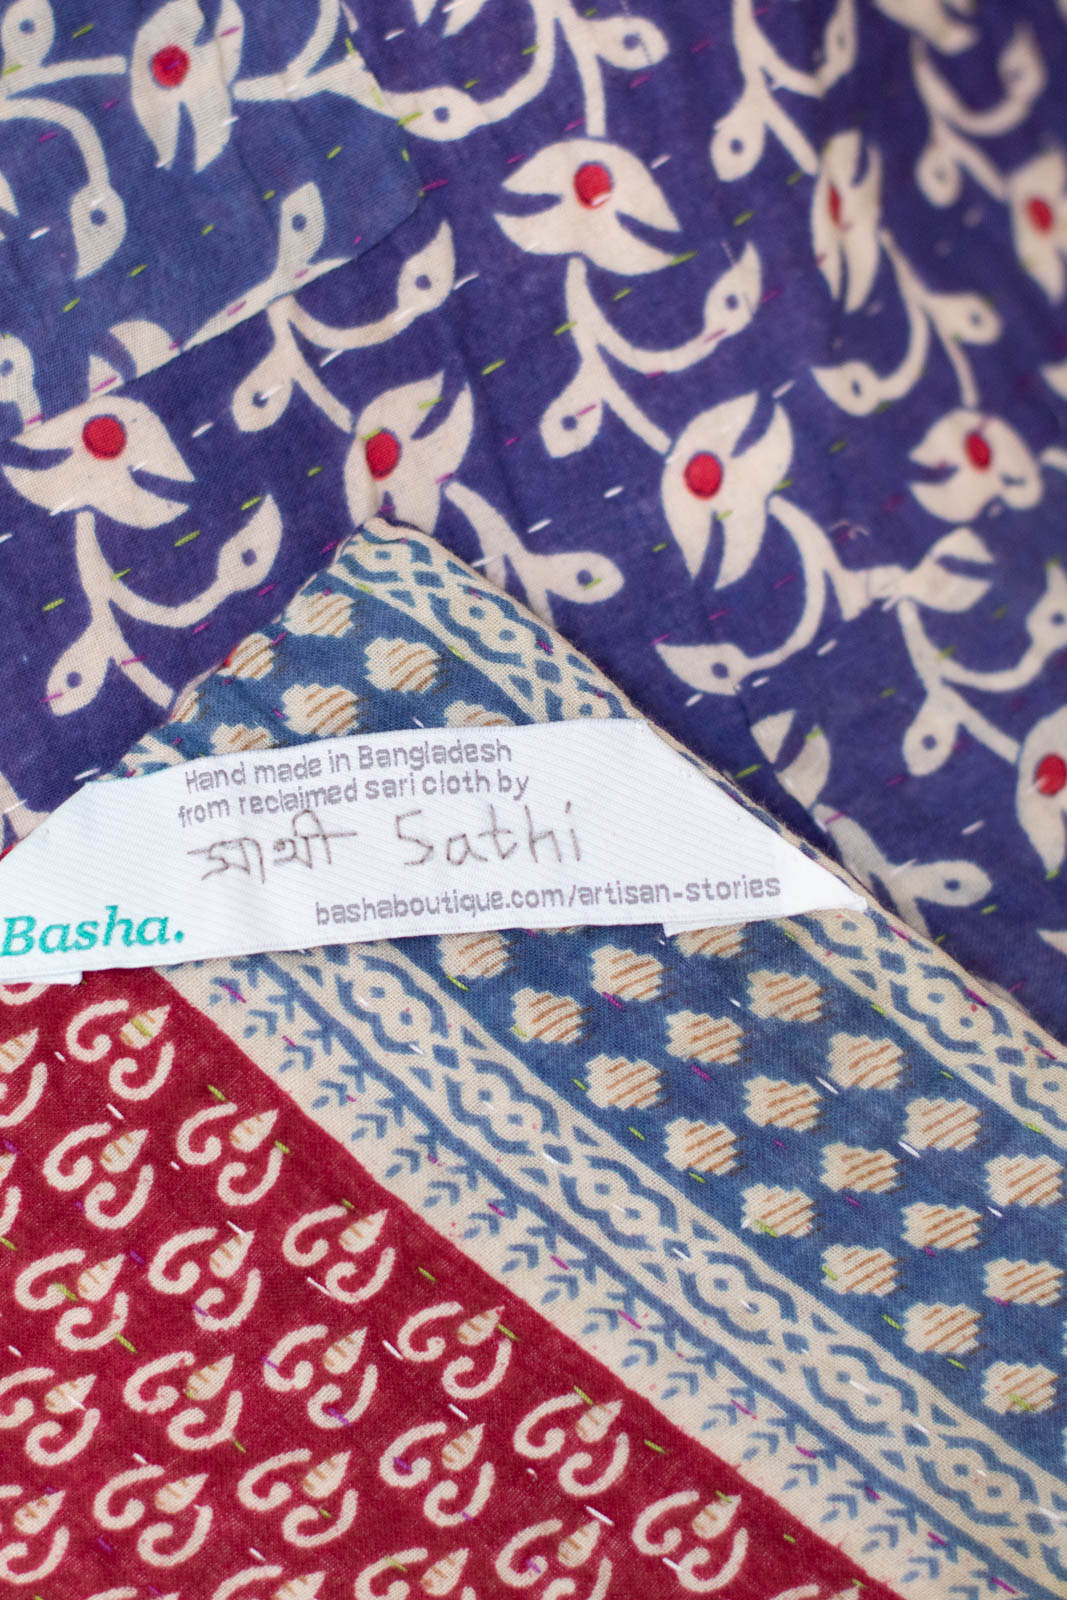 Hand made in Bangladesh
from reclaimed sari cloth by
সাথী Sathi
bashaboutique.com/artisan-stories
Basha.